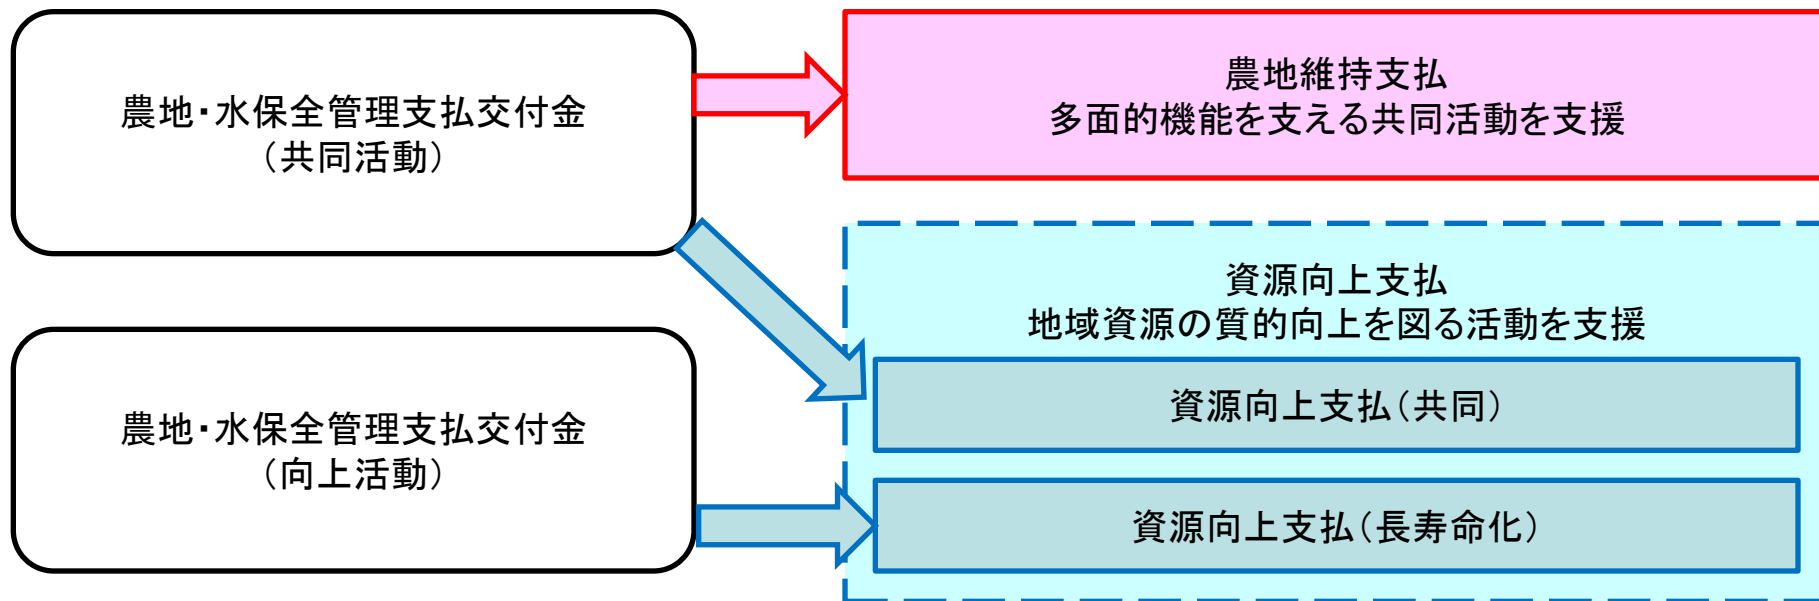 農地・水保全管理支払交付金
（共同活動）
農地維持支払
多面的機能を支える共同活動を支援
資源向上支払
地域資源の質的向上を図る活動を支援
資源向上支払（共同）
農地・水保全管理支払交付金
（向上活動）
資源向上支払（長寿命化）